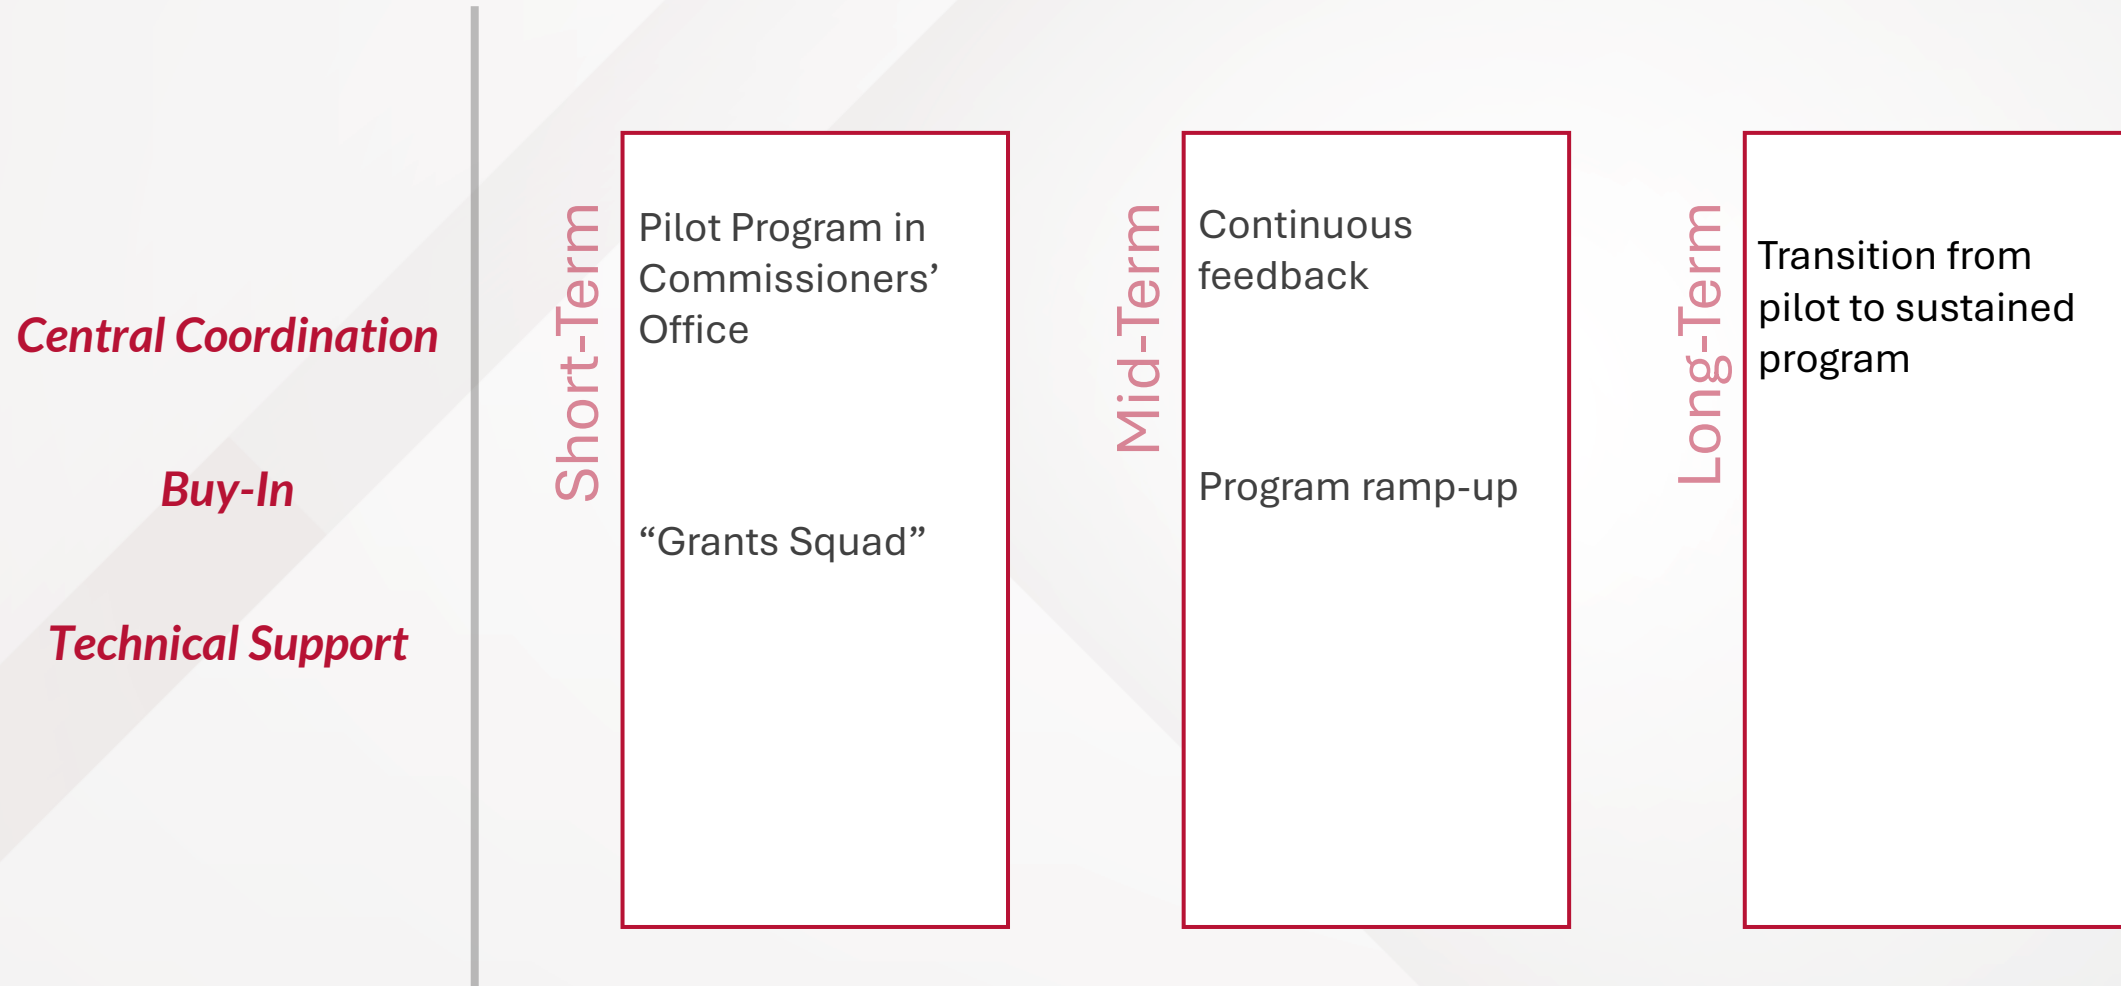 Central Coordination
Buy-In
Technical Support
Short-Term
Pilot Program in
Commissioners’
Office
“Grants Squad”
Mid-Term
Continuous
feedback
Program ramp-up
Long-Term
Transition from
pilot to sustained
program